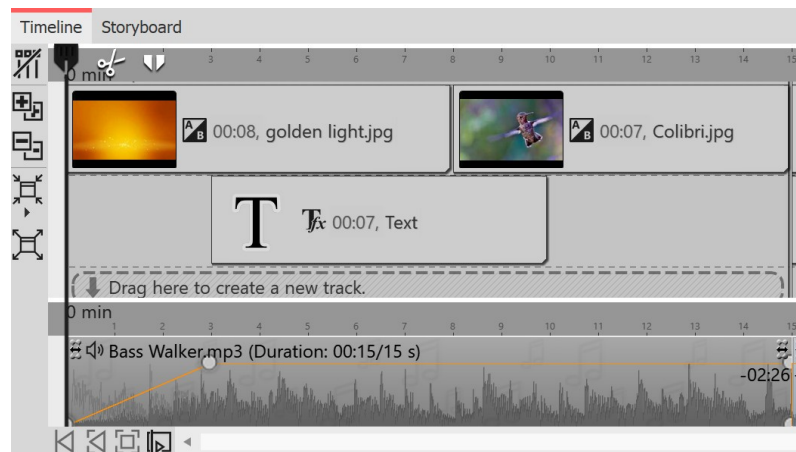 Timeline Storyboard
0 min
3 4 5 6 7 8 9 10 11 12 13 14 15
A B 00:08, golden light.jpg
A B 00:07, Colibri.jpg
T Tfx 00:07, Text
Drag here to create a new track.
0 min
1 2 3 4 5 6 7 8 9 10 11 12 13 14 15
Bass Walker.mp3 (Duration: 00:15/15 s)
-02:26